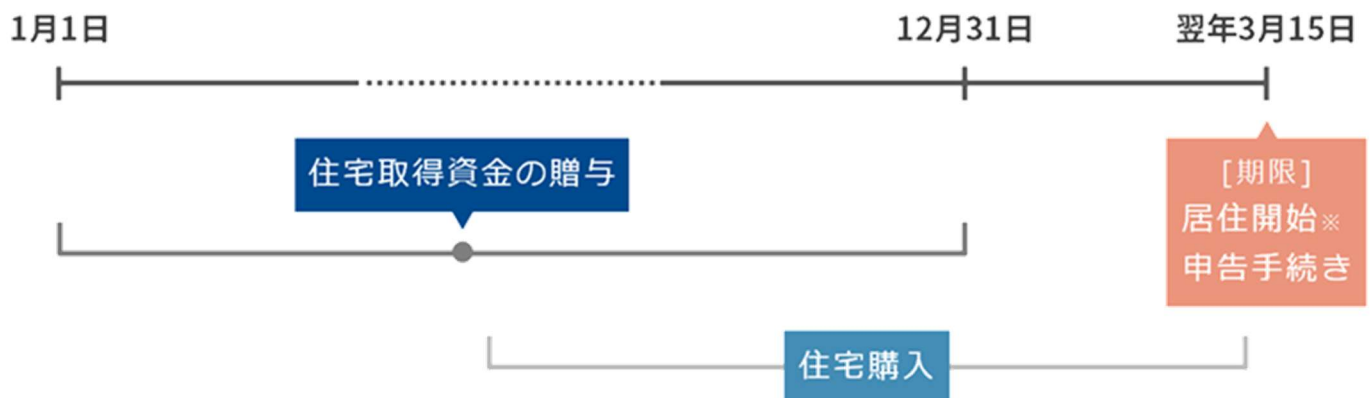 1月1日
12月31日
翌年3月15日
住宅取得資金の贈与
[期限]
居住開始※
申告手続き
住宅購入